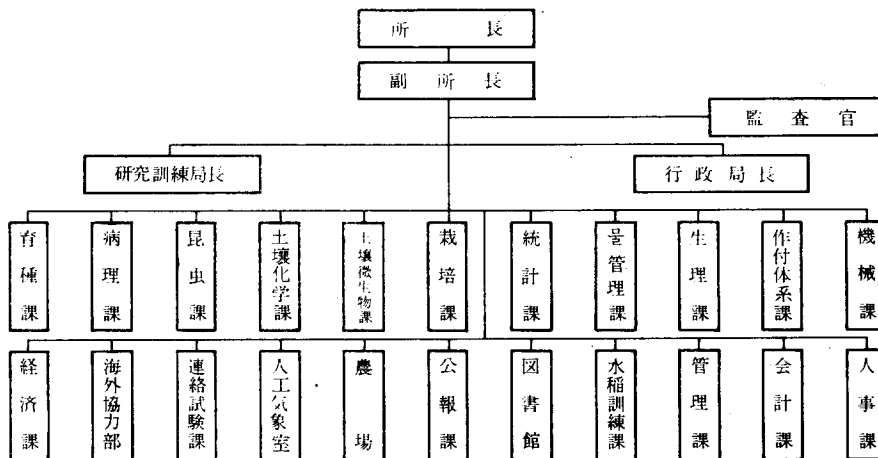 所長
副所長
監査官
研究訓練局長
行政局長
育種課
病理課
昆虫課
土壌化学課
土壌微生物課
栽培課
統計課
물管理課
生理課
作付体系課
機械課
経済課
海外協力部
連絡試験課
人工気象室
農場
公報課
図書館
水稲訓練課
管理課
会計課
人事課